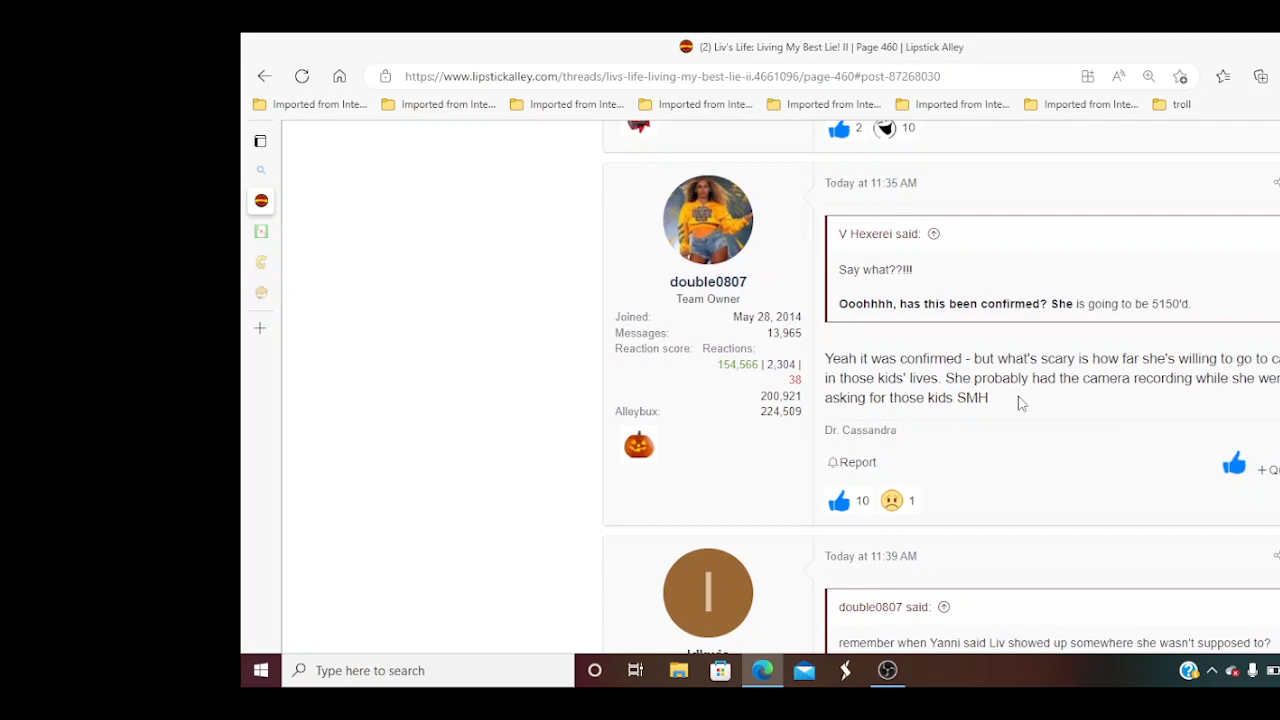 (2) Liv's Life: Living My Best Lie! II | Page 460 | Lipstick Alley
https://www.lipstickalley.com/threads/livs-life-living-my-best-lie-ii.4661096/page-460#post-87268030
Imported from Inte... Imported from Inte... Imported from Inte... Imported from Inte... Imported from Inte... Imported from Inte... Imported from Inte... troll
2 10
Today at 11:35 AM
V Hexerei said:
Say what??!!!
double0807
Team Owner
Ooohhhh, has this been confirmed? She is going to be 5150'd.
Joined: May 28, 2014
Messages: 13,965
Reaction score: Reactions:
154,566 | 2,304 |
38
200,921
Alleybux: 224,509
Yeah it was confirmed - but what's scary is how far she's willing to go to
in those kids' lives. She probably had the camera recording while she
asking for those kids SMH
Dr. Cassandra
Report
10 1
Today at 11:39 AM
I
double0807 said:
remember when Yanni said Liv showed up somewhere she wasn't supposed to?
Type here to search